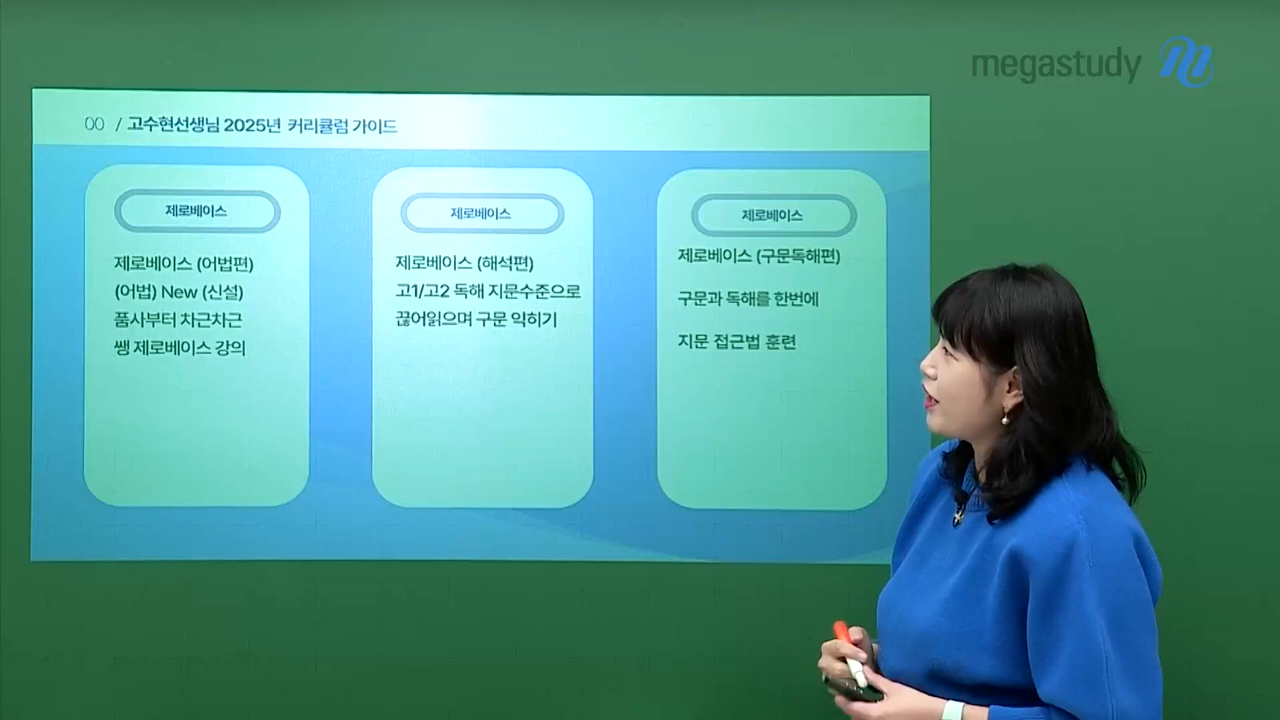 megastudy
00 / 고수현선생님 2025년 커리큘럼 가이드
제로베이스
제로베이스 (어법편)
(어법) New (신설)
품사부터 차근차근
쌩 제로베이스 강의
제로베이스
제로베이스 (해석편)
고1/고2 독해 지문수준으로
끊어읽으며 구문 익히기
제로베이스
제로베이스 (구문독해편)
구문과 독해를 한번에
지문 접근법 훈련